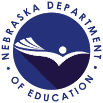 NEBRASKA DEPARTMENT
• OF EDUCATION •